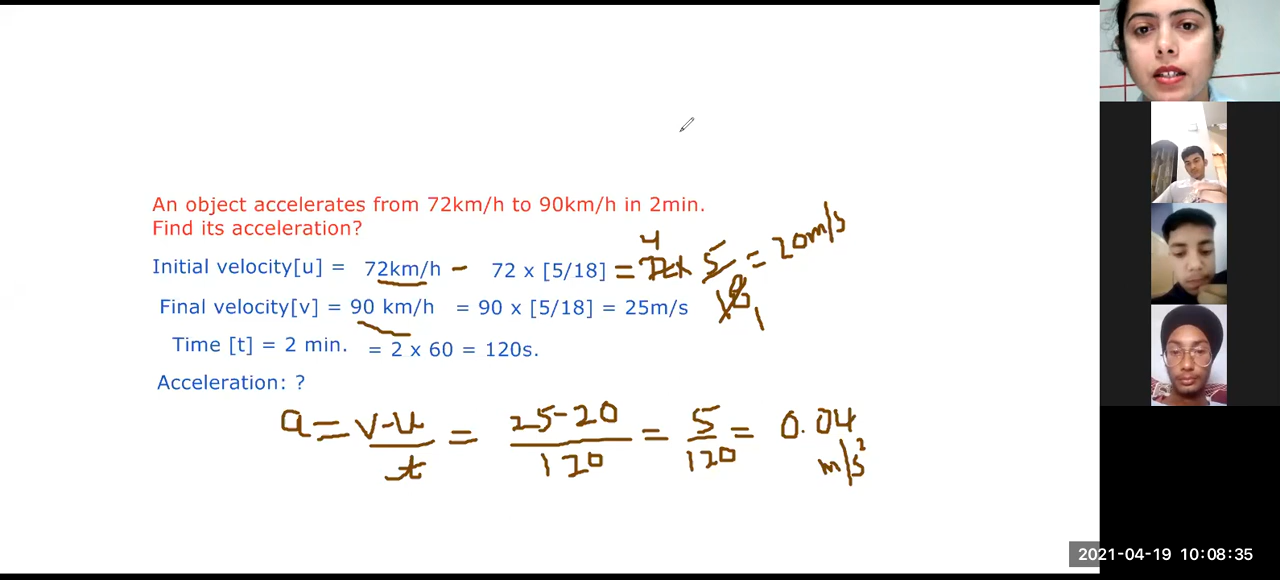 An object accelerates from 72km/h to 90km/h in 2min.
Find its acceleration?
Initial velocity[u] = 72km/h - 72 x [5/18] = 72 x 5/18 = 20m/s
4
1
Final velocity[v] = 90 km/h = 90 x [5/18] = 25m/s
Time [t] = 2 min. = 2 x 60 = 120s.
Acceleration: ?
a = v-u/t = 25-20/120 = 5/120 = 0.04 m/s²
2021-04-19 10:08:35